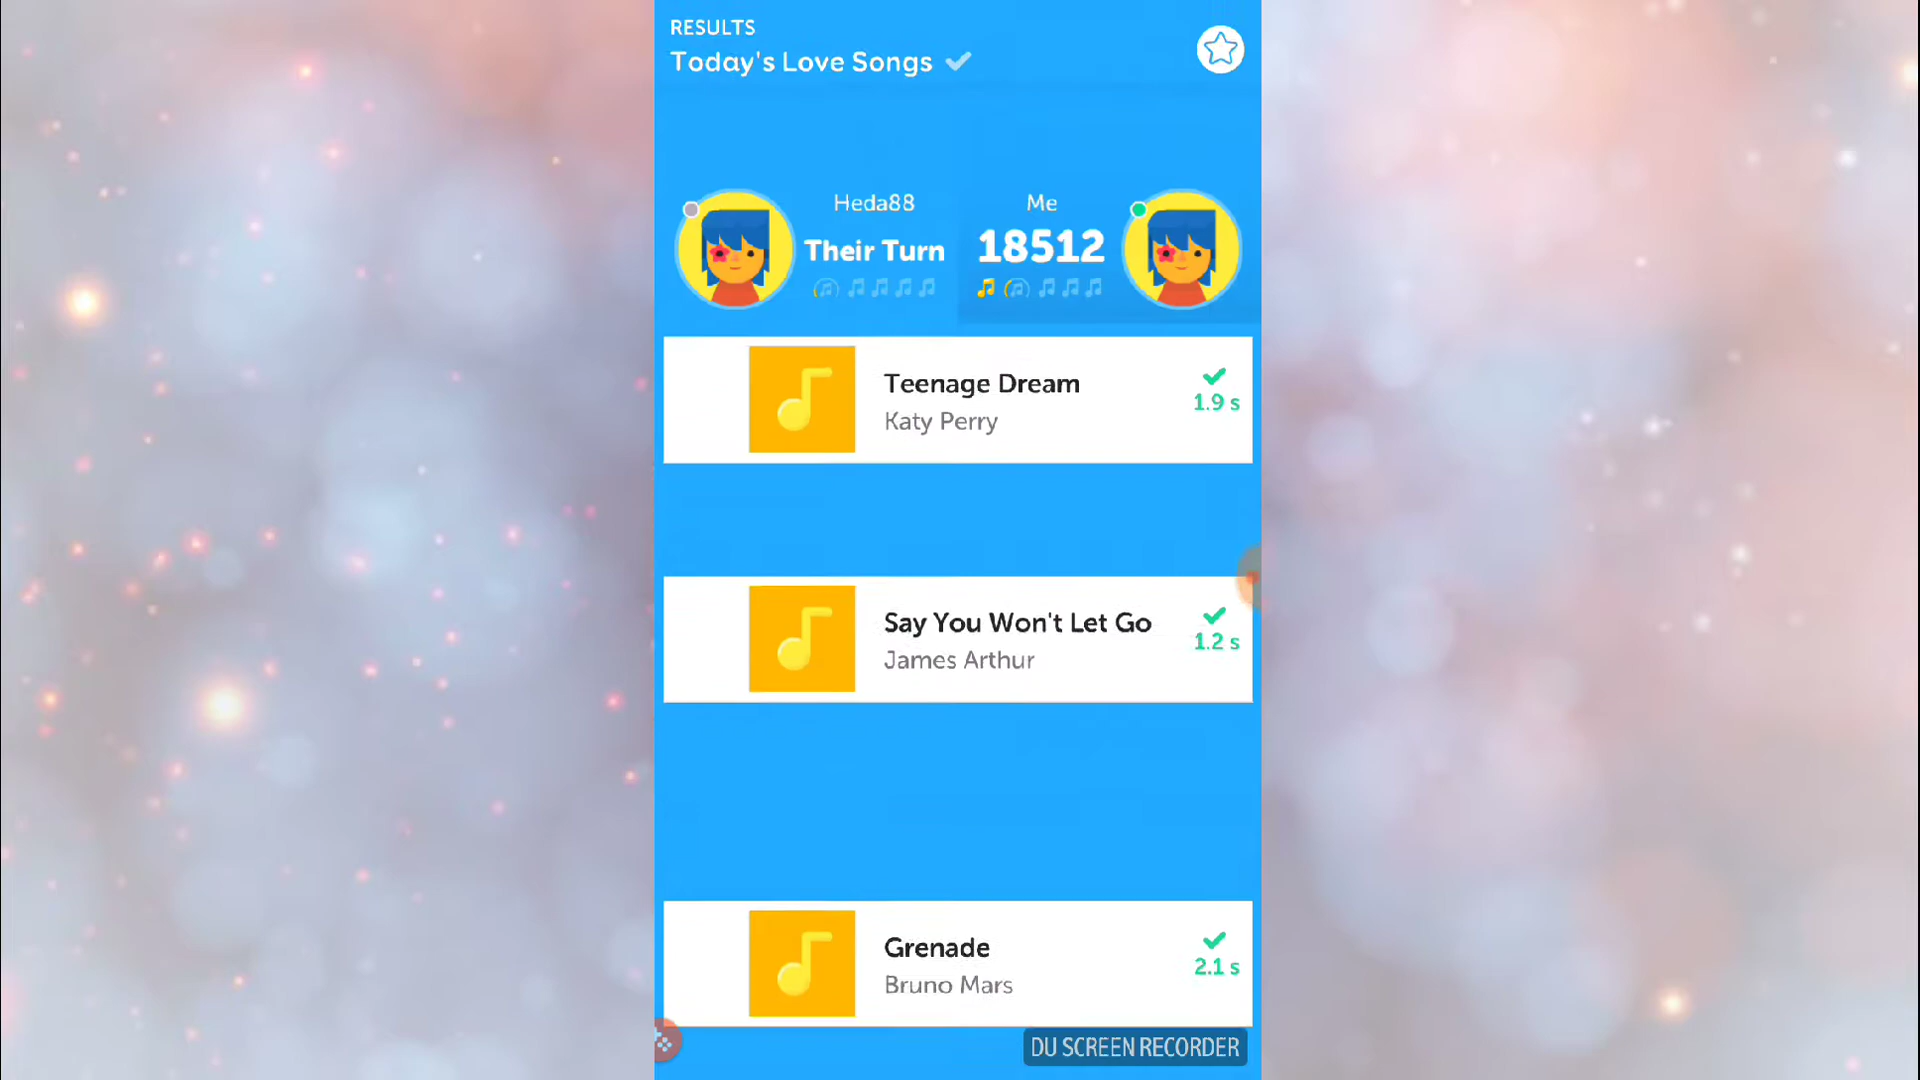 RESULTS
Today's Love Songs
Heda88
Their Turn
Me
18512
Teenage Dream
Katy Perry
1.9 s
Say You Won't Let Go
James Arthur
1.2 s
Grenade
Bruno Mars
2.1 s
DU SCREEN RECORDER